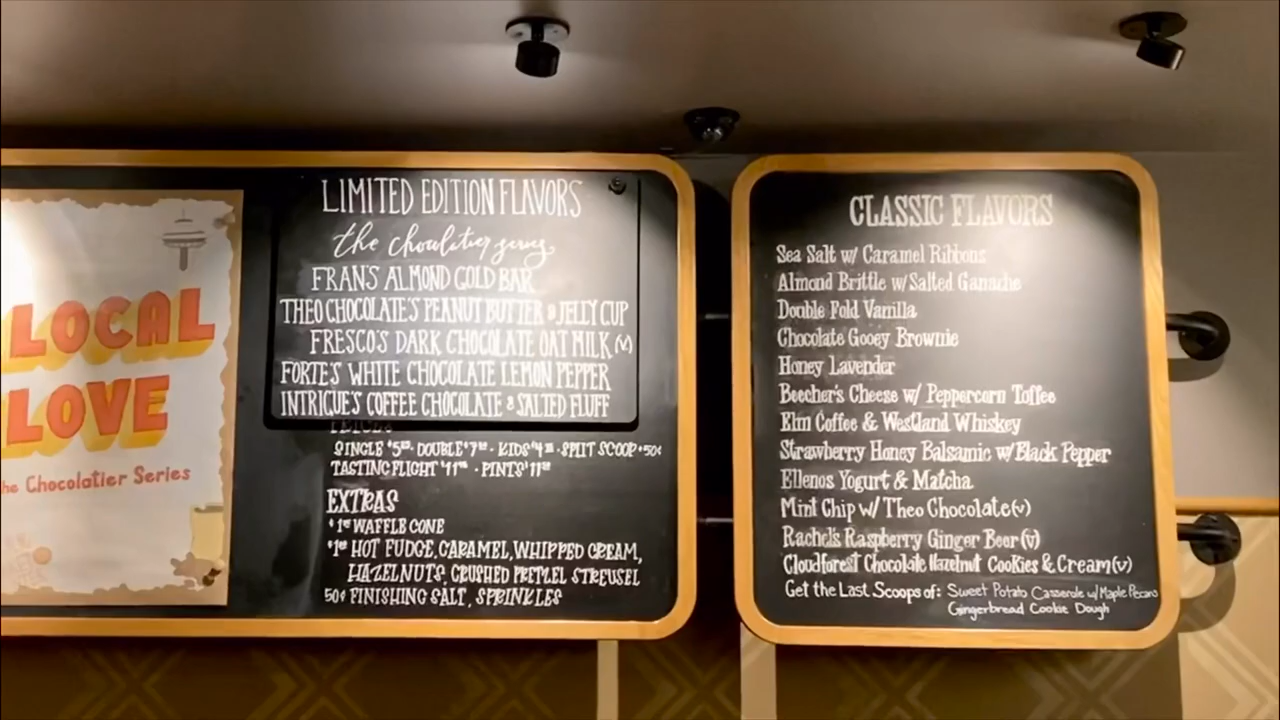 LOCAL
LOVE
he Chocolatier Series
LIMITED EDITION FLAVORS
the chocolatier series
FRAN'S ALMOND GOLD BAR
THEO CHOCOLATE'S PEANUT BUTTER & JELLY CUP
FRESCO'S DARK CHOCOLATE OAT MILK (v)
FORTE'S WHITE CHOCOLATE LEMON PEPPER
INTRIGUE'S COFFEE CHOCOLATE & SALTED FLUFF
SINGLE $5 · DOUBLE $7 · KIDS $4 · SPLIT SCOOP +50¢
TASTING FLIGHT $11 · PINTS $11
EXTRAS
$1 WAFFLE CONE
$1 HOT FUDGE, CARAMEL, WHIPPED CREAM,
HAZELNUTS, CRUSHED PRETZEL STREUSEL
50¢ FINISHING SALT, SPRINKLES
CLASSIC FLAVORS
Sea Salt w/ Caramel Ribbons
Almond Brittle w/ Salted Ganache
Double Fold Vanilla
Chocolate Gooey Brownie
Honey Lavender
Beecher's Cheese w/ Peppercorn Toffee
Elm Coffee & Westland Whiskey
Strawberry Honey Balsamic w/ Black Pepper
Ellenos Yogurt & Matcha
Mint Chip w/ Theo Chocolate (v)
Rachel's Raspberry Ginger Beer (v)
Cloudforest Chocolate Hazelnut Cookies & Cream (v)
Get the Last Scoops of: Sweet Potato Casserole w/ Maple Pecans
Gingerbread Cookie Dough